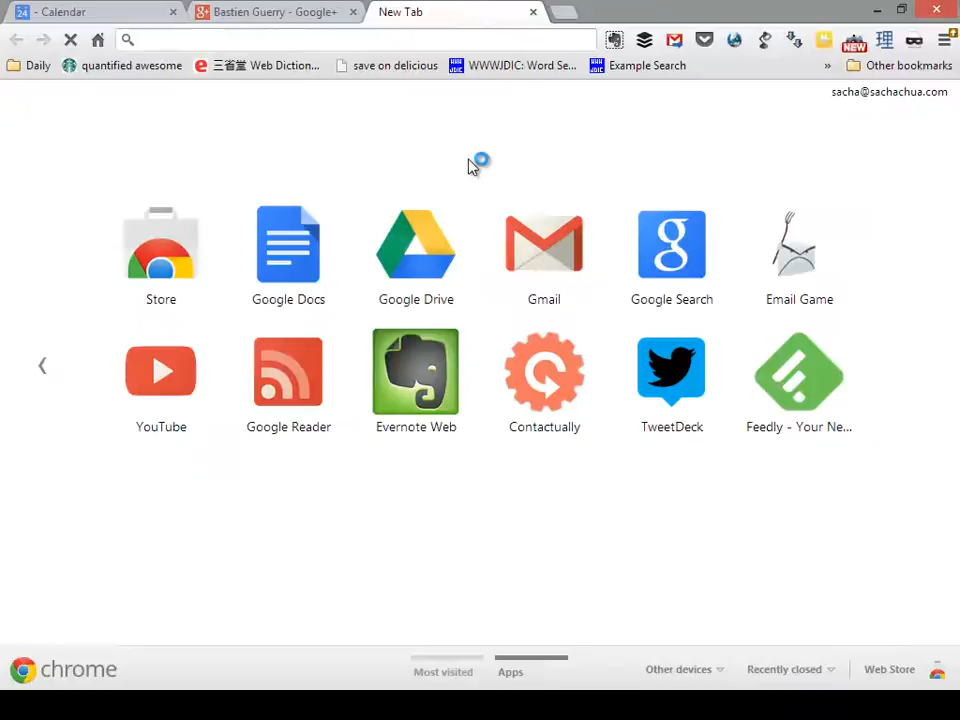 24 - Calendar
g+ Bastien Guerry - Google+
New Tab
NEW
理
Daily
quantified awesome
e 三省堂 Web Diction...
save on delicious
WWWJDIC: Word Se...
Example Search
»
Other bookmarks
sacha@sachachua.com
Store
Google Docs
Google Drive
Gmail
Google Search
Email Game
YouTube
Google Reader
Evernote Web
Contactually
TweetDeck
Feedly - Your Ne...
chrome
Most visited
Apps
Other devices
Recently closed
Web Store